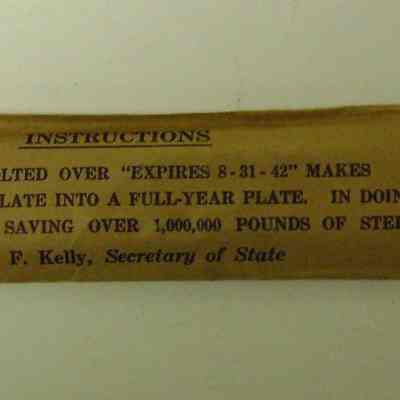 INSTRUCTIONS
OLTED OVER "EXPIRES 8-31-42" MAKES
LATE INTO A FULL-YEAR PLATE. IN DOIN
SAVING OVER 1,000,000 POUNDS OF STE
F. Kelly, Secretary of State